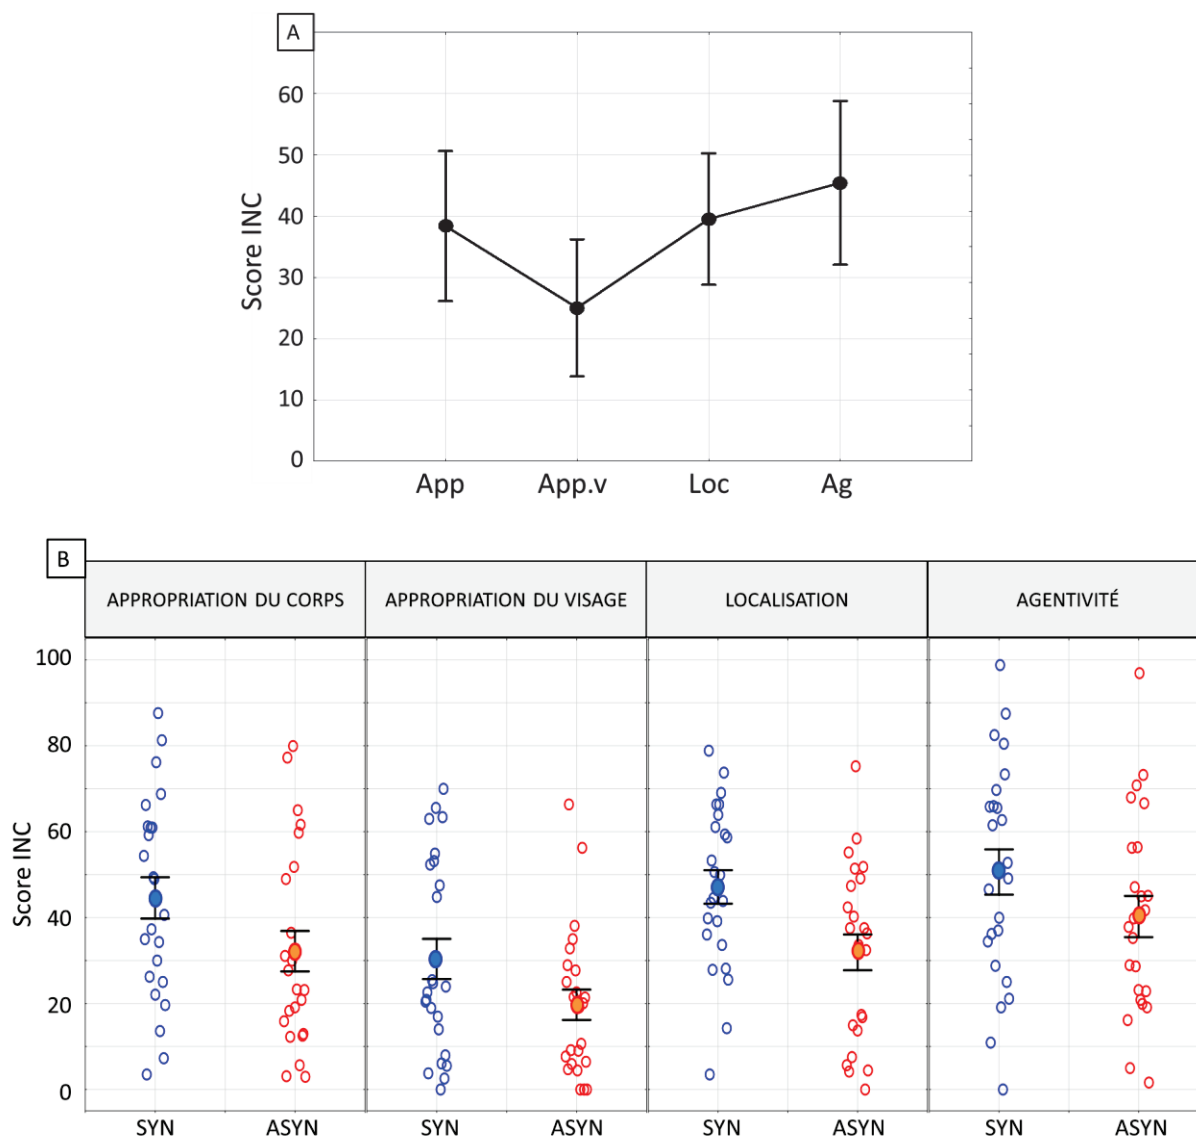 A
60
50
40
30
20
10
0
Score INC
App App.v Loc Ag
B
APPROPRIATION DU CORPS APPROPRIATION DU VISAGE LOCALISATION AGENTIVITÉ
100
80
60
40
20
0
Score INC
SYN ASYN SYN ASYN SYN ASYN SYN ASYN